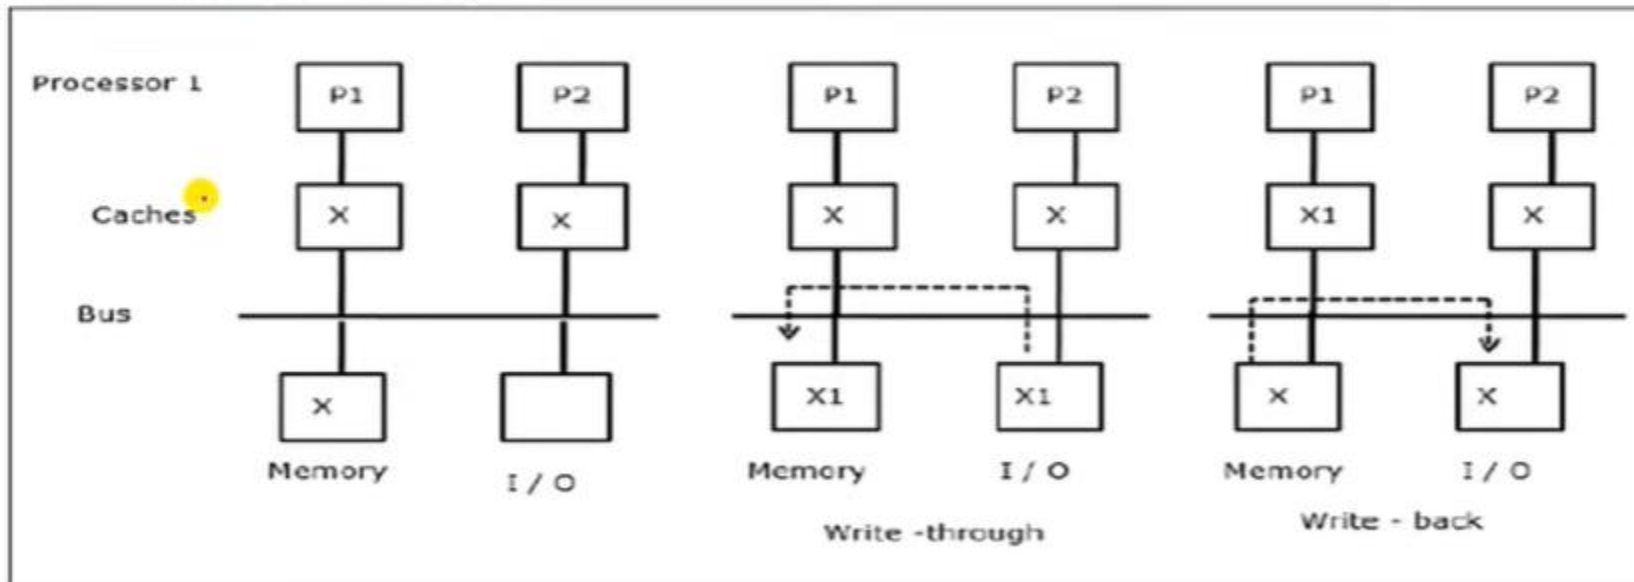 Processor 1 P1 P2 P1 P2 P1 P2
Caches X X X X X1 X
Bus
X X1 X1 X X
Memory I / O Memory I / O Memory I / O
Write -through Write - back